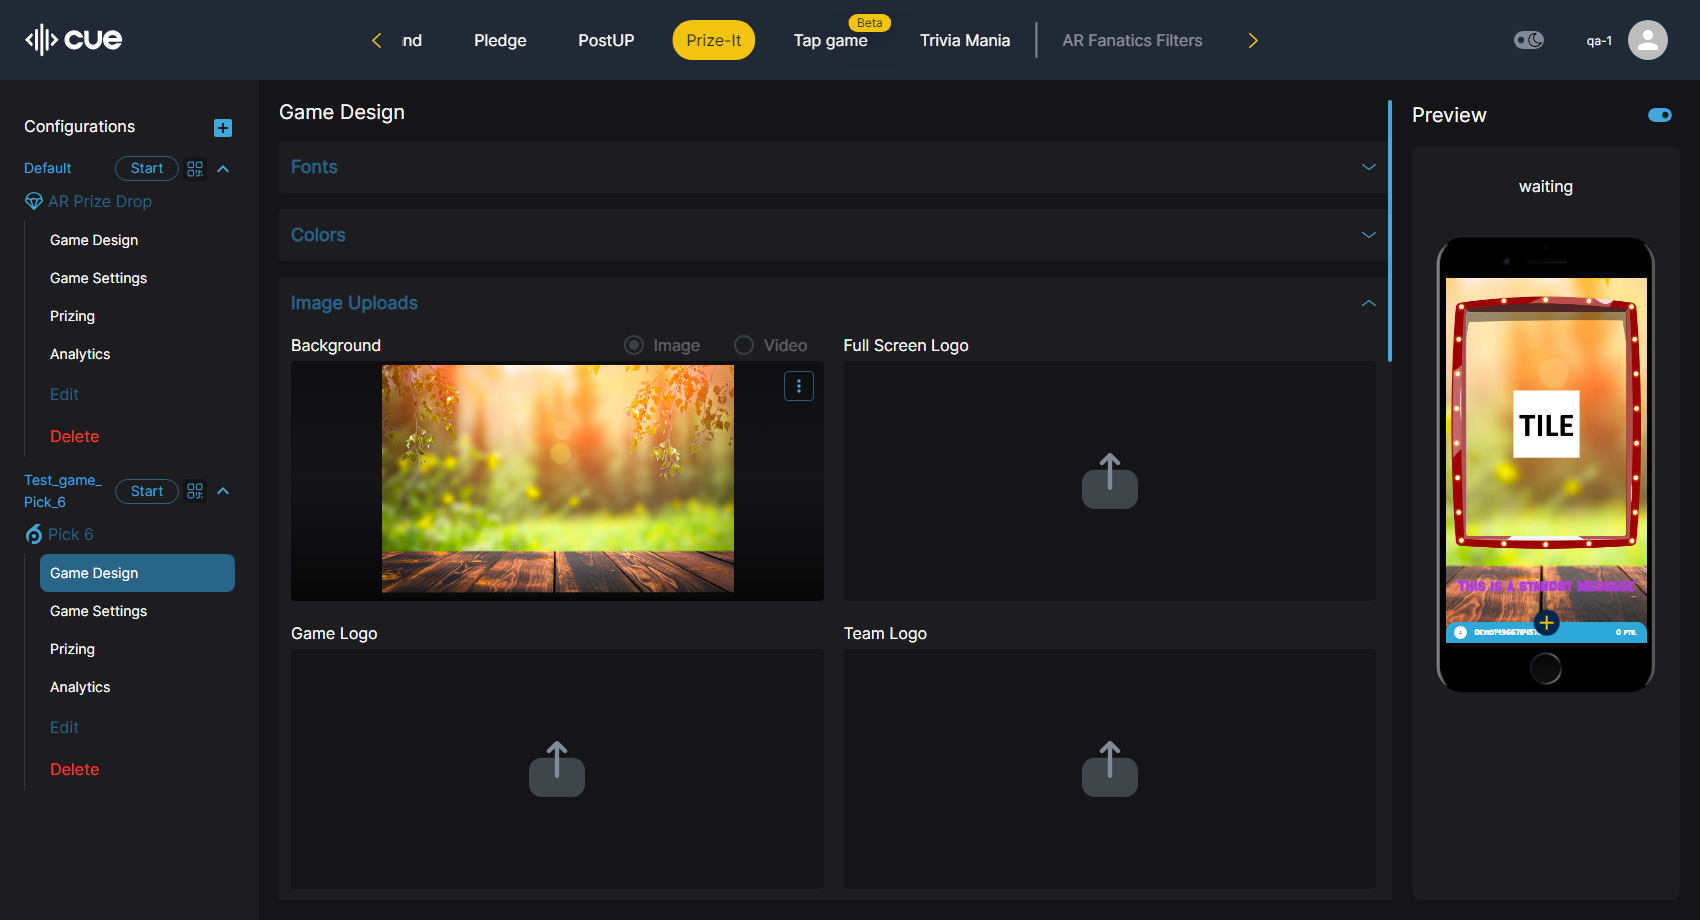 cue
nd
Pledge
PostUP
Prize-It
Beta
Tap game
Trivia Mania
AR Fanatics Filters
qa-1
Configurations
Default
Start
AR Prize Drop
Game Design
Game Settings
Prizing
Analytics
Edit
Delete
Test_game_
Pick_6
Start
Pick 6
Game Design
Game Settings
Prizing
Analytics
Edit
Delete
Game Design
Fonts
Colors
Image Uploads
Background
Image
Video
Full Screen Logo
Game Logo
Team Logo
Preview
waiting
TILE
This is a standby message
0 pts.